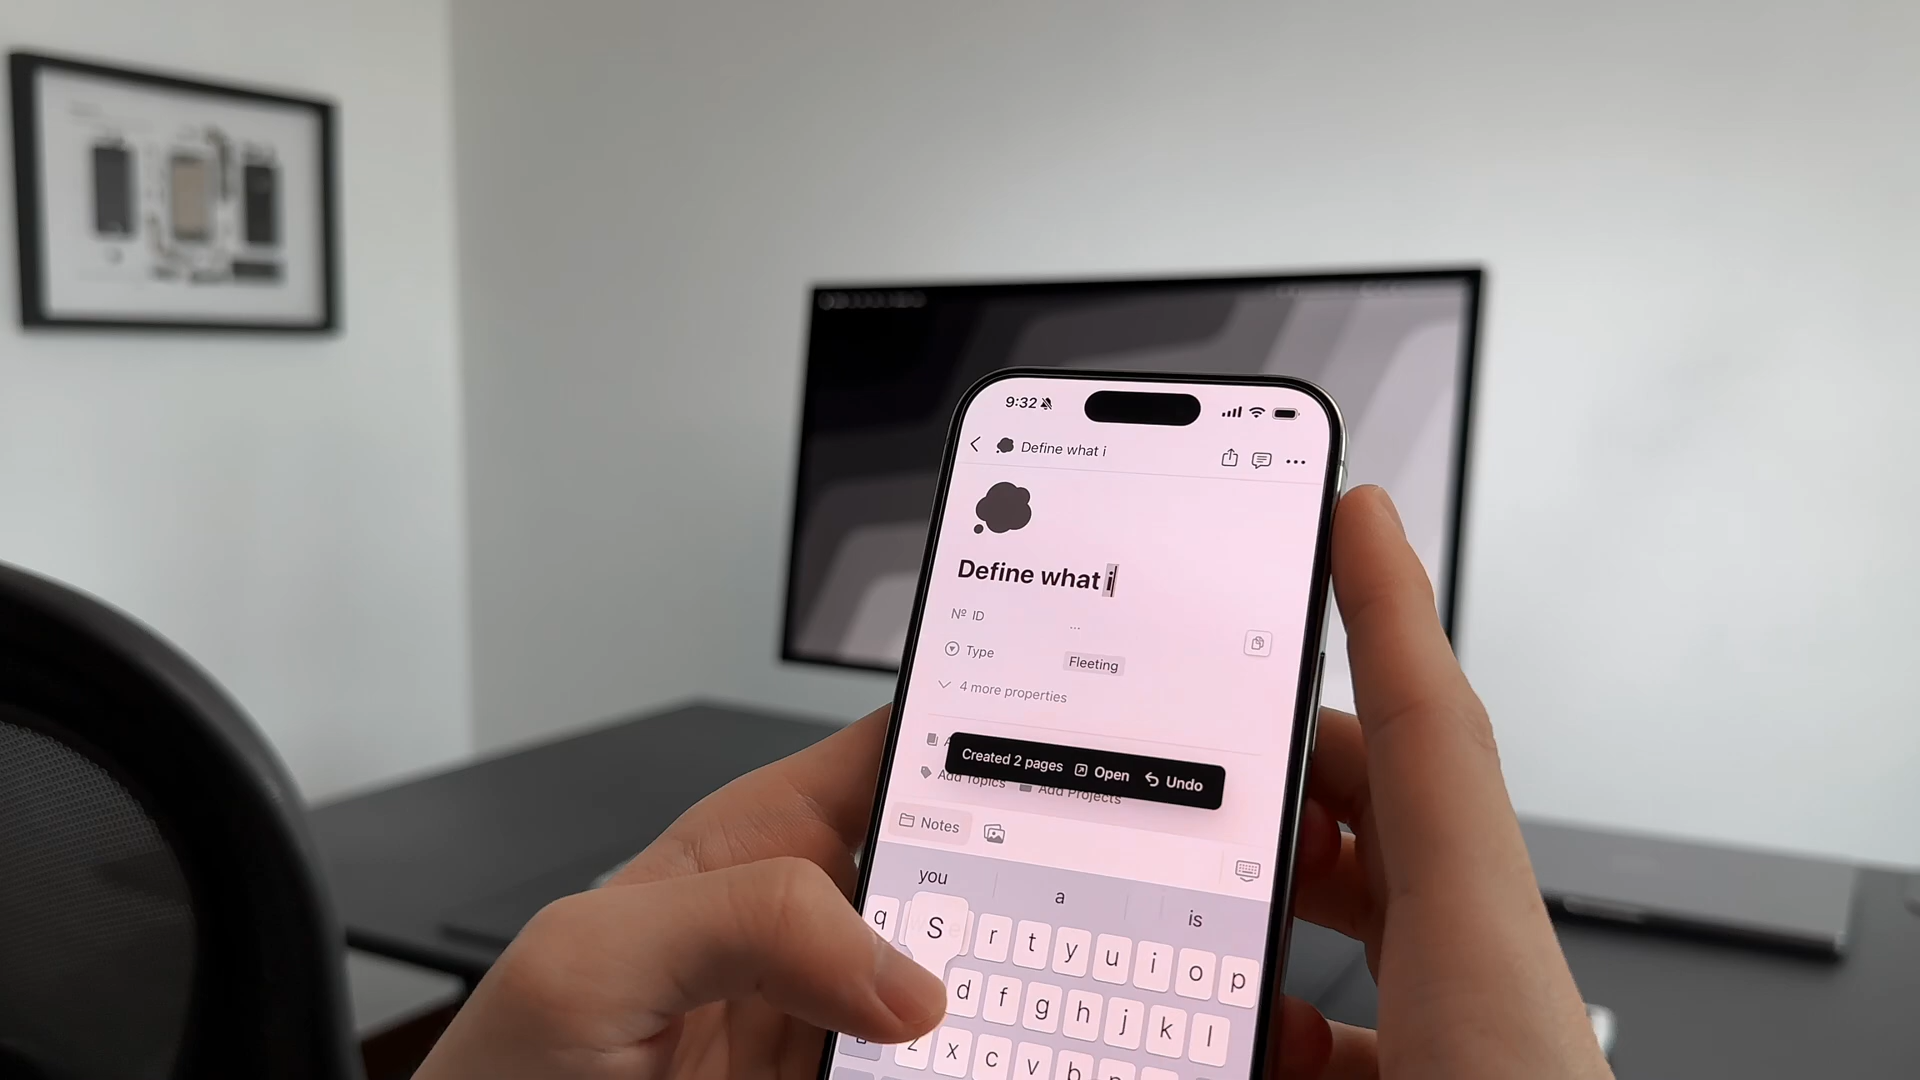 9:32
Define what i
Define what i
Nº ID
...
Type
Fleeting
4 more properties
Created 2 pages Open Undo
Add Topics Add Projects
Notes
you a is
q S r t y u i o p
d f g h j k l
z x c v b